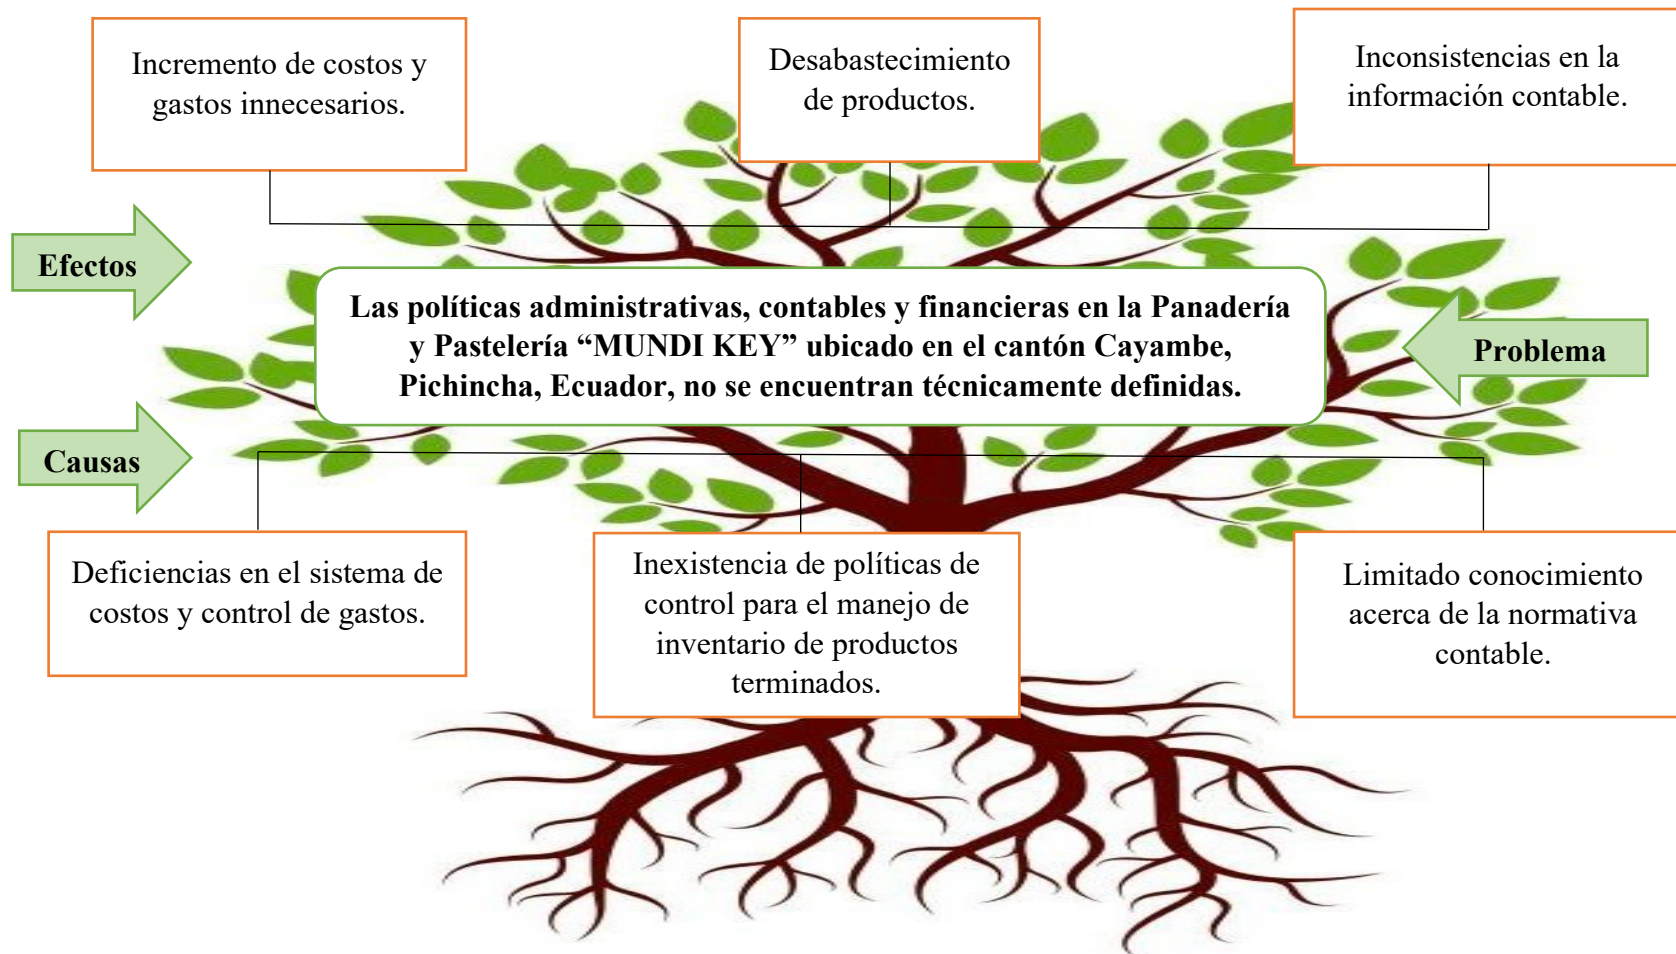 Incremento de costos y
gastos innecesarios.
Desabastecimiento
de productos.
Inconsistencias en la
información contable.
Efectos
Las políticas administrativas, contables y financieras en la Panadería
y Pastelería “MUNDI KEY” ubicado en el cantón Cayambe,
Pichincha, Ecuador, no se encuentran técnicamente definidas.
Problema
Causas
Deficiencias en el sistema de
costos y control de gastos.
Inexistencia de políticas de
control para el manejo de
inventario de productos
terminados.
Limitado conocimiento
acerca de la normativa
contable.